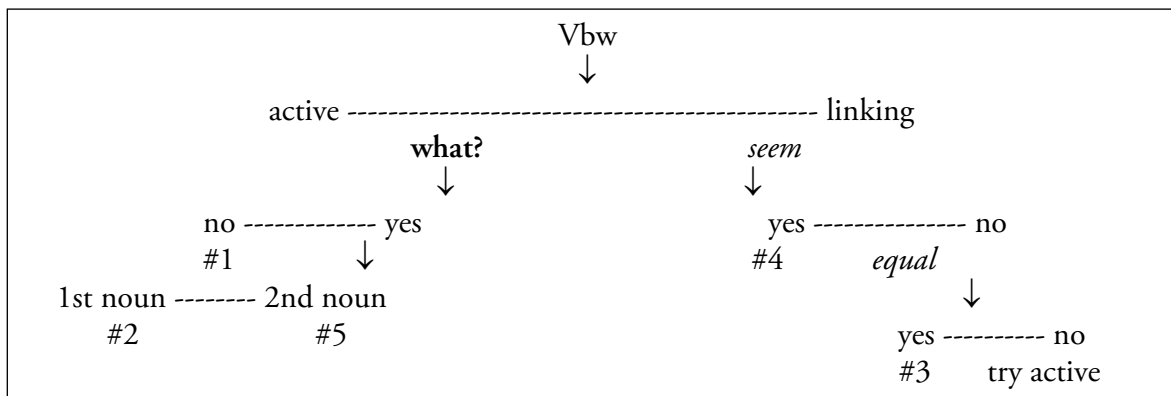 Vbw
↓
active --------------------------------------------- linking
what? seem
↓ ↓
no ------------ yes yes -------------- no
#1 ↓ #4 equal
1st noun -------- 2nd noun ↓
#2 #5 yes ---------- no
#3 try active